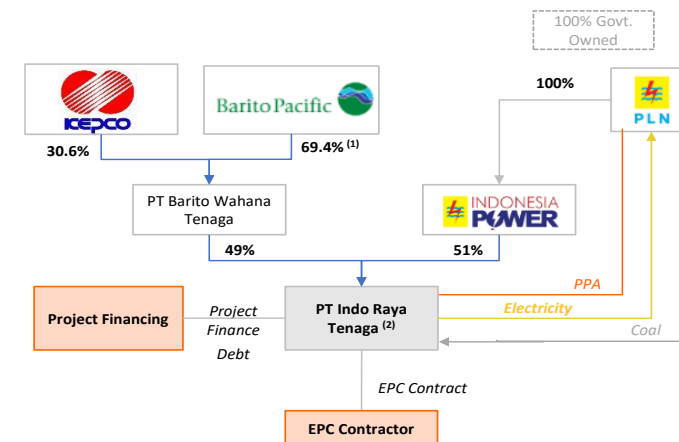 100% Govt.
Owned
KEPCO
Barito Pacific
100%
PLN
30.6%
69.4% (1)
PT Barito Wahana
Tenaga
INDONESIA
POWER
49%
51%
PPA
Project Financing
Project
Finance
Debt
PT Indo Raya
Tenaga (2)
Electricity
Coal
EPC Contract
EPC Contractor